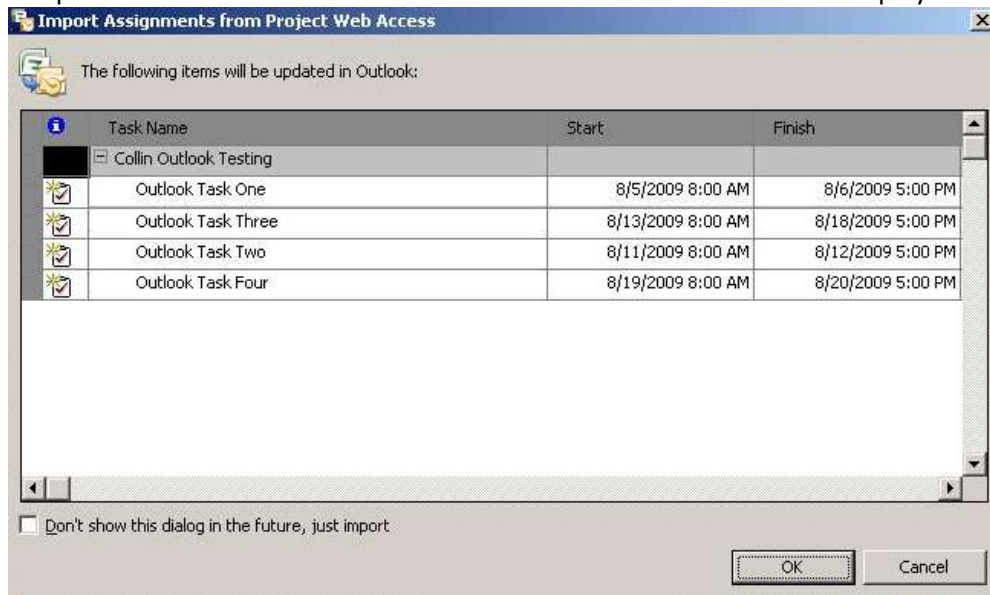 Import Assignments from Project Web Access
The following items will be updated in Outlook:
Task Name Start Finish
Collin Outlook Testing
Outlook Task One 8/5/2009 8:00 AM 8/6/2009 5:00 PM
Outlook Task Three 8/13/2009 8:00 AM 8/18/2009 5:00 PM
Outlook Task Two 8/11/2009 8:00 AM 8/12/2009 5:00 PM
Outlook Task Four 8/19/2009 8:00 AM 8/20/2009 5:00 PM
Don't show this dialog in the future, just import
OK Cancel